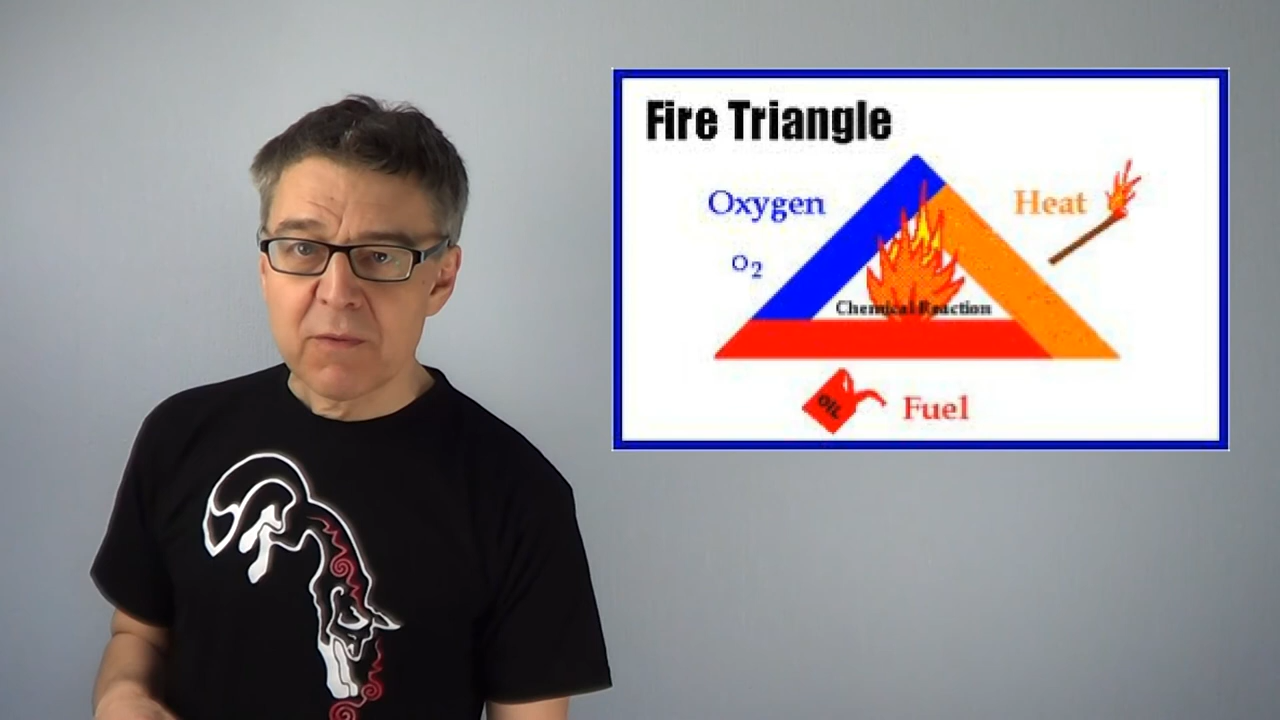 Fire Triangle
Oxygen
Heat
O2
Chemical Reaction
OIL
Fuel